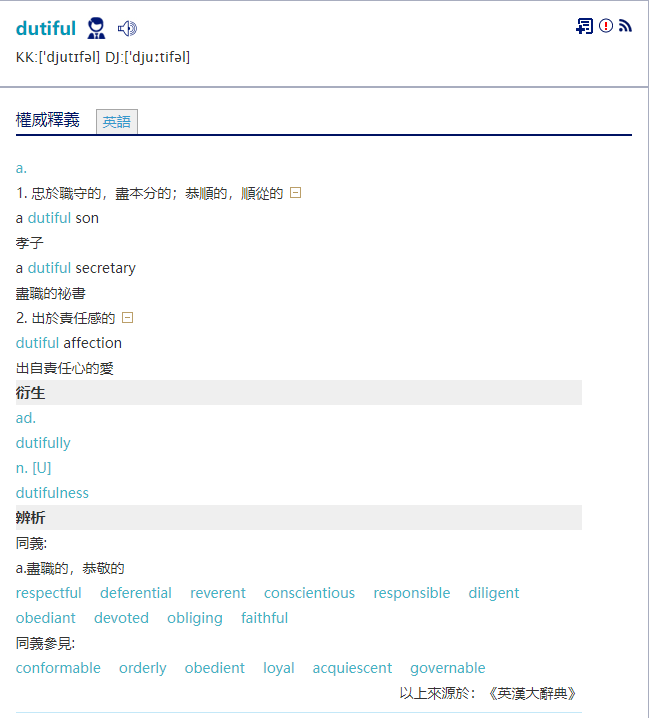 dutiful
KK:[ˈdjutɪfəl] DJ:[ˈdjuːtifəl]
權威釋義 英語
a.
1. 忠於職守的，盡本分的；恭順的，順從的
a dutiful son
孝子
a dutiful secretary
盡職的祕書
2. 出於責任感的
dutiful affection
出自責任心的愛
衍生
ad.
dutifully
n. [U]
dutifulness
辨析
同義:
a.盡職的，恭敬的
respectful deferential reverent conscientious responsible diligent
obediant devoted obliging faithful
同義參見:
conformable orderly obedient loyal acquiescent governable
以上來源於：《英漢大辭典》